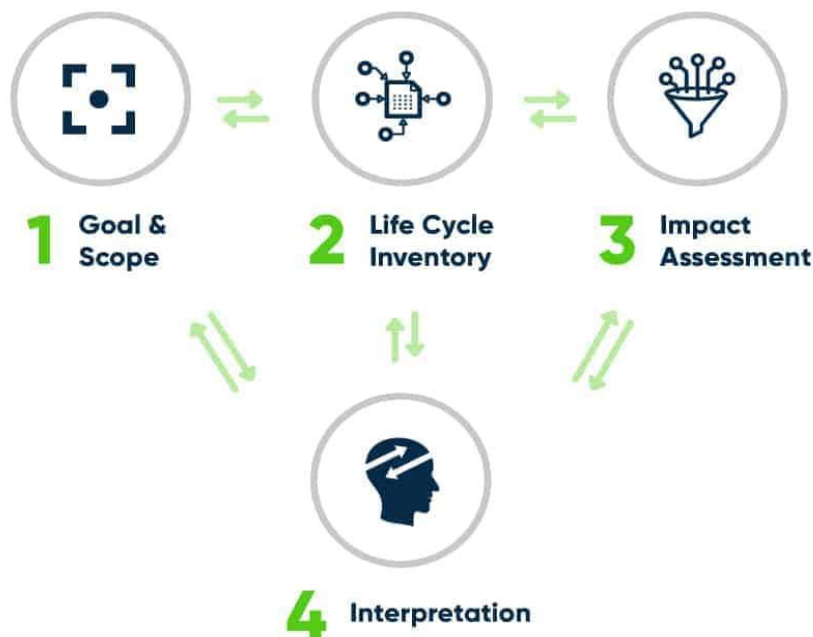 1 Goal &
Scope
2 Life Cycle
Inventory
3 Impact
Assessment
4 Interpretation